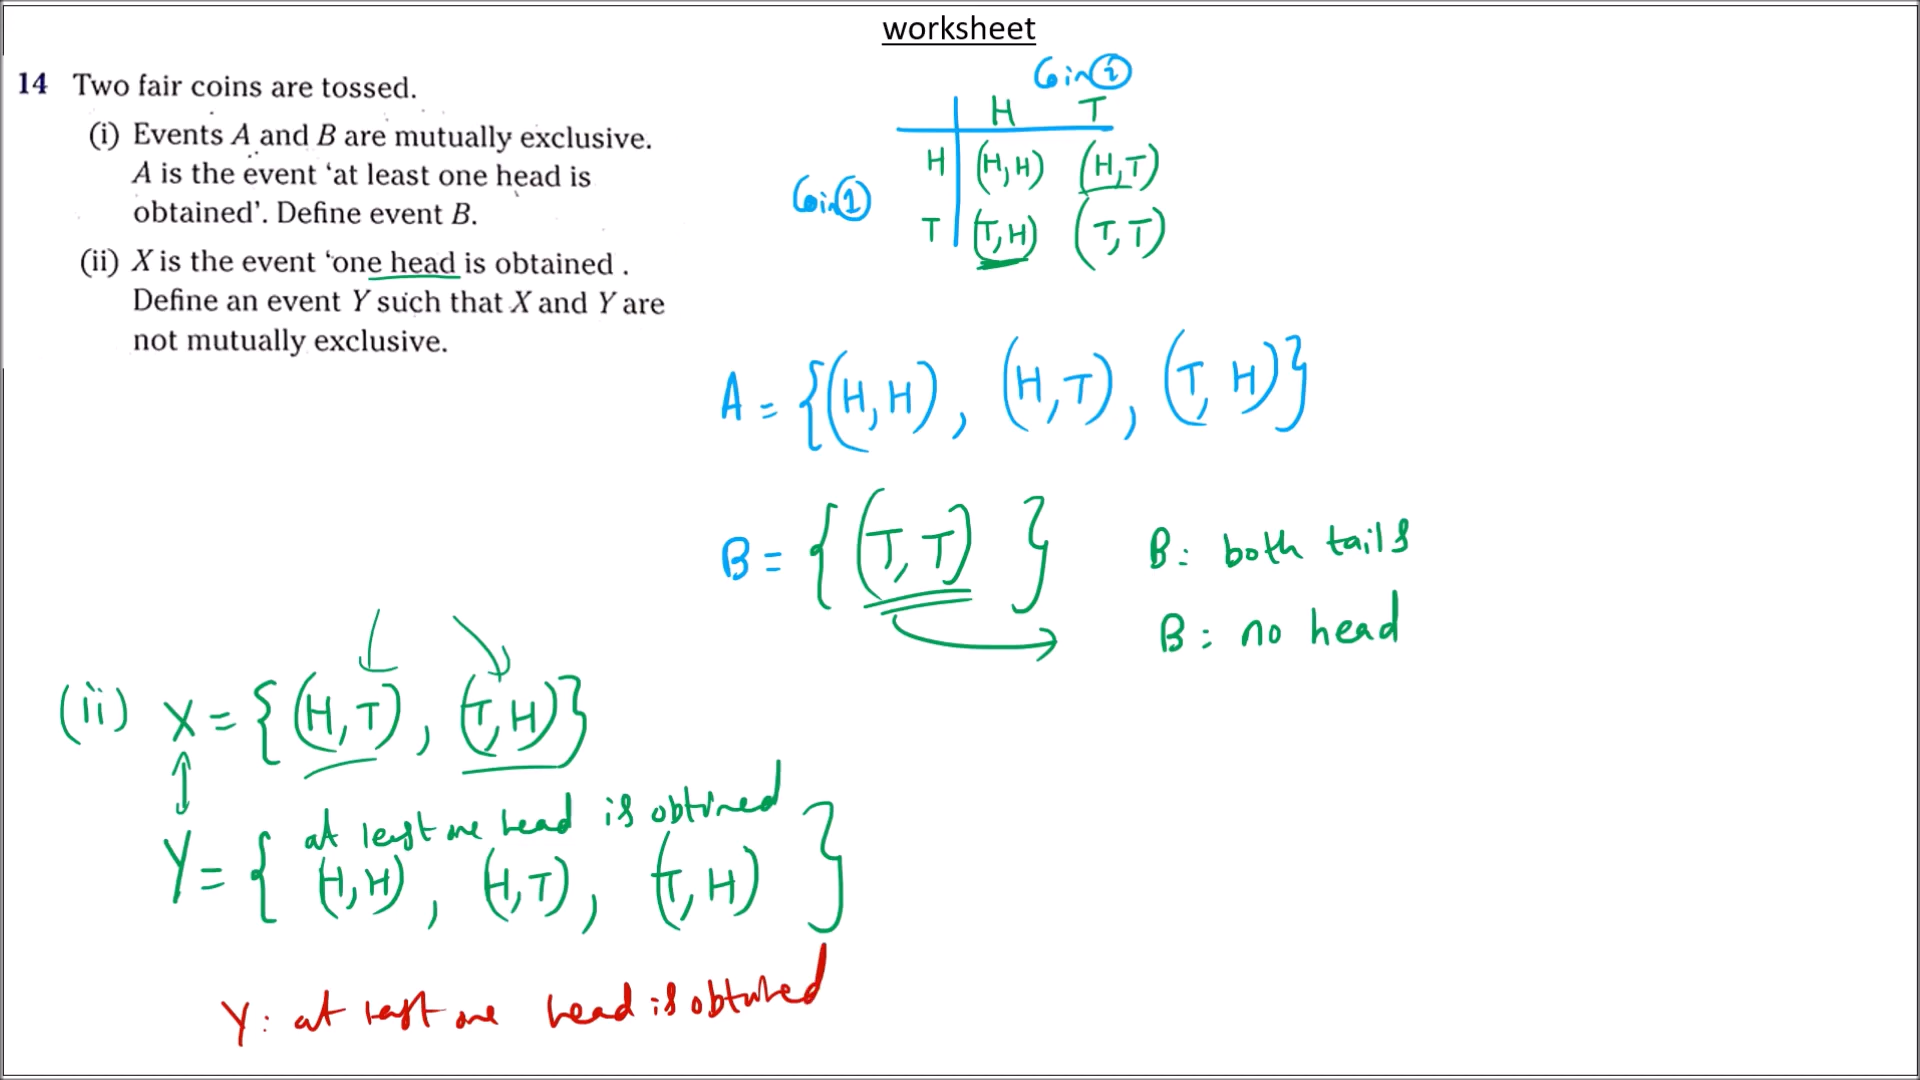 worksheet
14 Two fair coins are tossed.
(i) Events A and B are mutually exclusive.
A is the event ‘at least one head is
obtained’. Define event B.
(ii) X is the event ‘one head is obtained .
Define an event Y such that X and Y are
not mutually exclusive.
Coin 2
H T
Coin 1
H (H,H) (H,T)
T (T,H) (T,T)
A = {(H,H), (H,T), (T,H)}
B = {(T,T)}
B: both tails
B: no head
(ii) X = {(H,T), (T,H)}
at least one head is obtained
Y = { (H,H), (H,T), (T,H) }
Y: at least one head is obtained